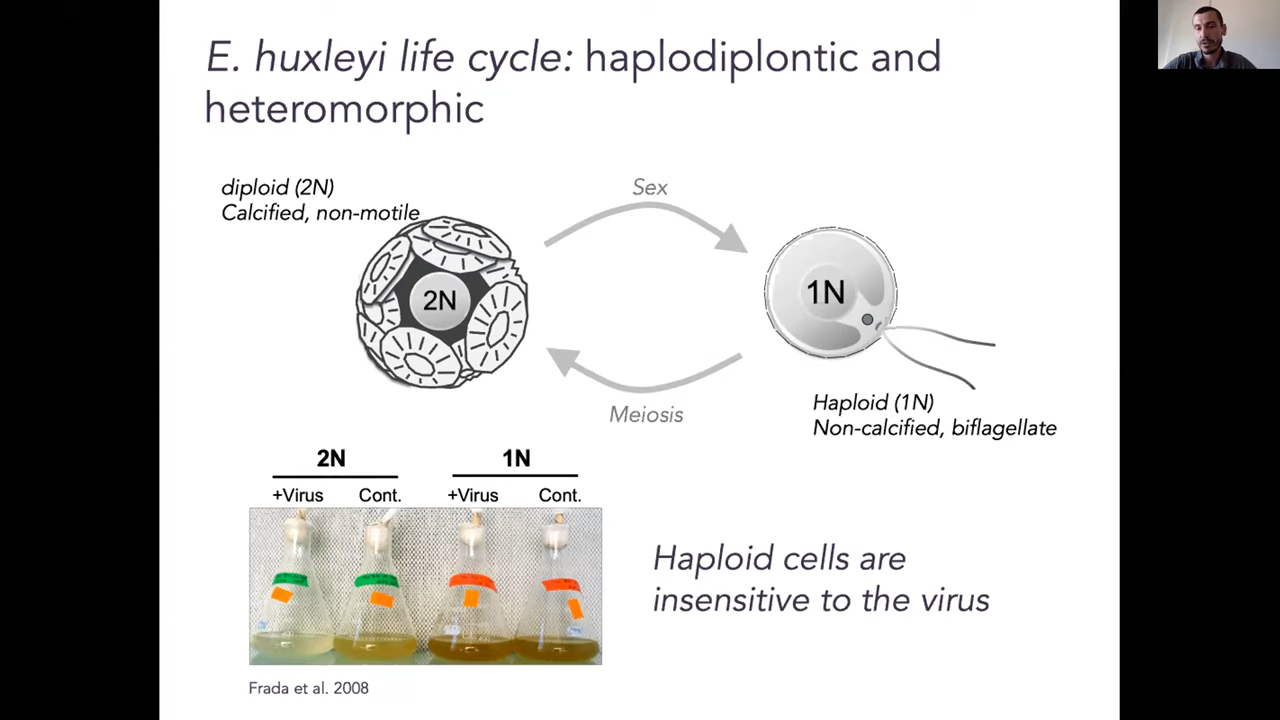 E. huxleyi life cycle: haplodiplontic and
heteromorphic
diploid (2N)
Calcified, non-motile
Sex
2N
1N
Meiosis
Haploid (1N)
Non-calcified, biflagellate
2N
1N
+Virus
Cont.
+Virus
Cont.
Haploid cells are
insensitive to the virus
Frada et al. 2008